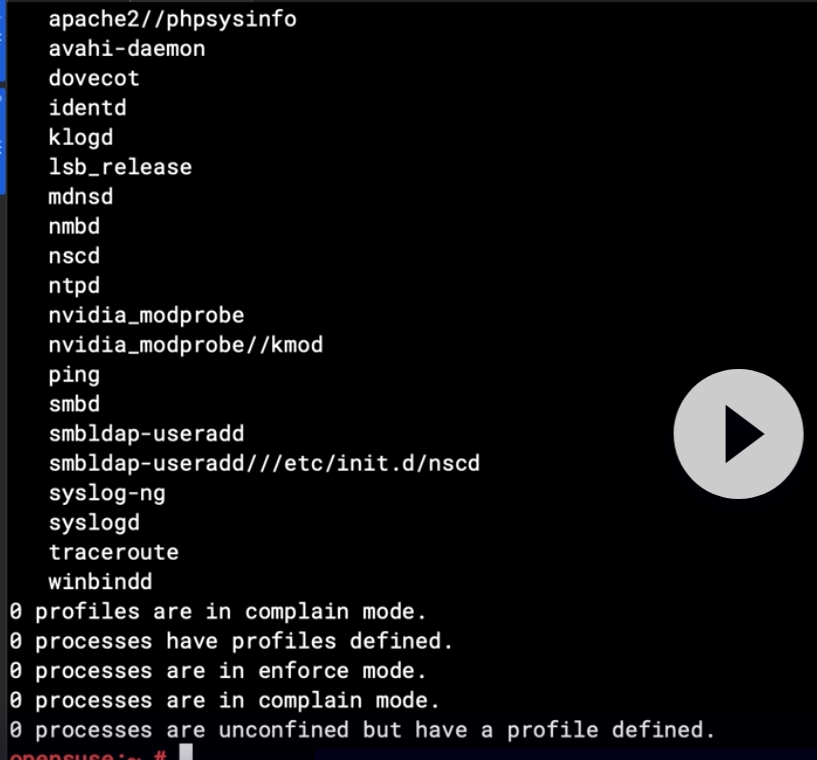 apache2//phpsysinfo
avahi-daemon
dovecot
identd
klogd
lsb_release
mdnsd
nmbd
nscd
ntpd
nvidia_modprobe
nvidia_modprobe//kmod
ping
smbd
smbldap-useradd
smbldap-useradd///etc/init.d/nscd
syslog-ng
syslogd
traceroute
winbindd
0 profiles are in complain mode.
0 processes have profiles defined.
0 processes are in enforce mode.
0 processes are in complain mode.
0 processes are unconfined but have a profile defined.
opensuse:~ #